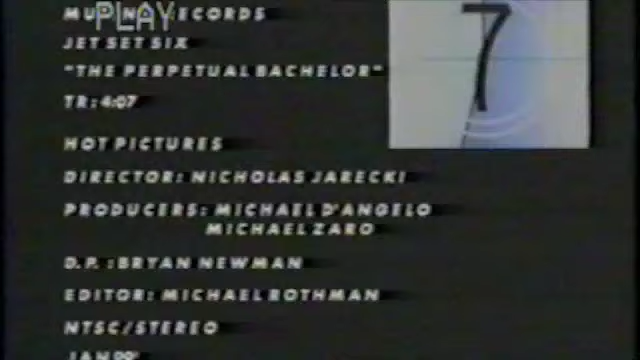 PLAY
RECORDS
JET SET SIX
"THE PERPETUAL BACHELOR"
TR: 4:07
7
HOT PICTURES
DIRECTOR: NICHOLAS JARECKI
PRODUCERS: MICHAEL D'ANGELO
MICHAEL ZARO
D.P. : BRYAN NEWMAN
EDITOR: MICHAEL ROTHMAN
NTSC/STEREO